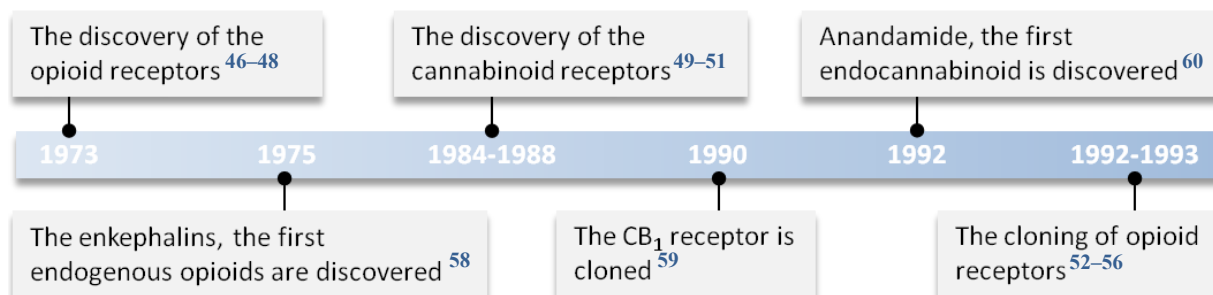 The discovery of the
opioid receptors 46–48
The discovery of the
cannabinoid receptors 49–51
Anandamide, the first
endocannabinoid is discovered 60
1973 1975 1984-1988 1990 1992 1992-1993
The enkephalins, the first
endogenous opioids are discovered 58
The CB1 receptor is
cloned 59
The cloning of opioid
receptors 52–56